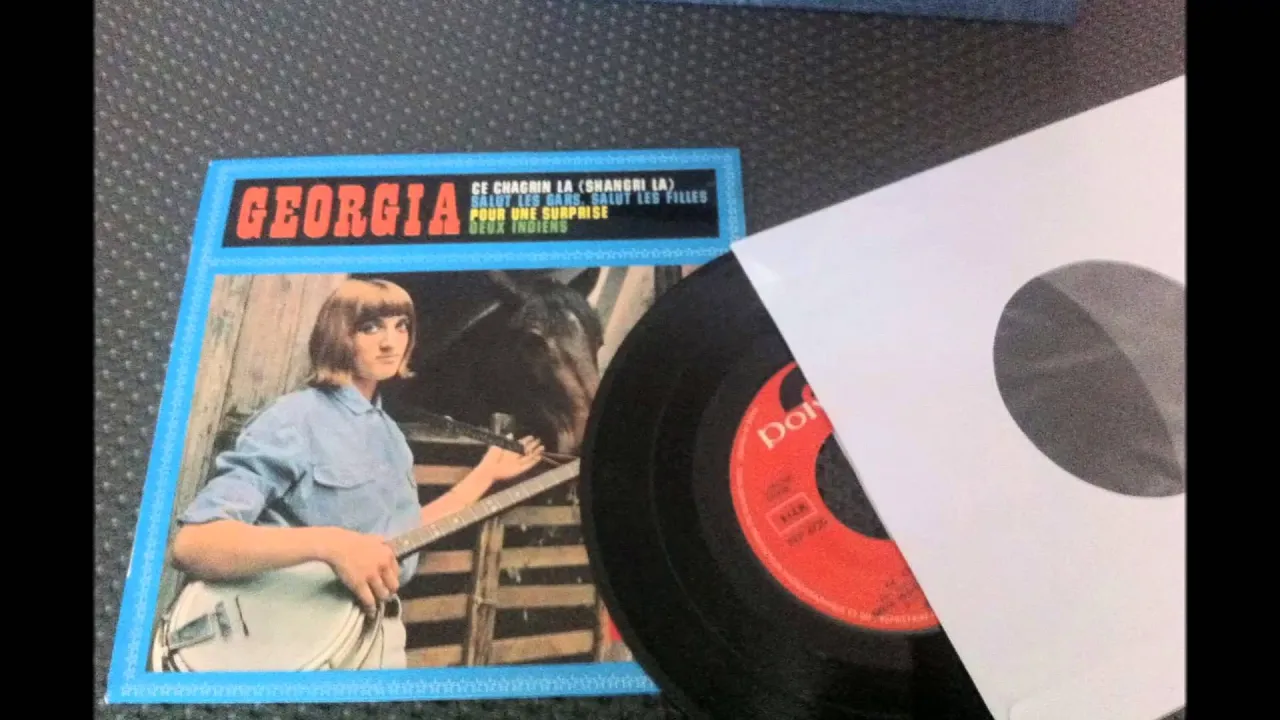 GEORGIA
CE CHAGRIN LA (SHANGRI LA)
SALUT LES GARS, SALUT LES FILLES
POUR UNE SURPRISE
DEUX INDIENS